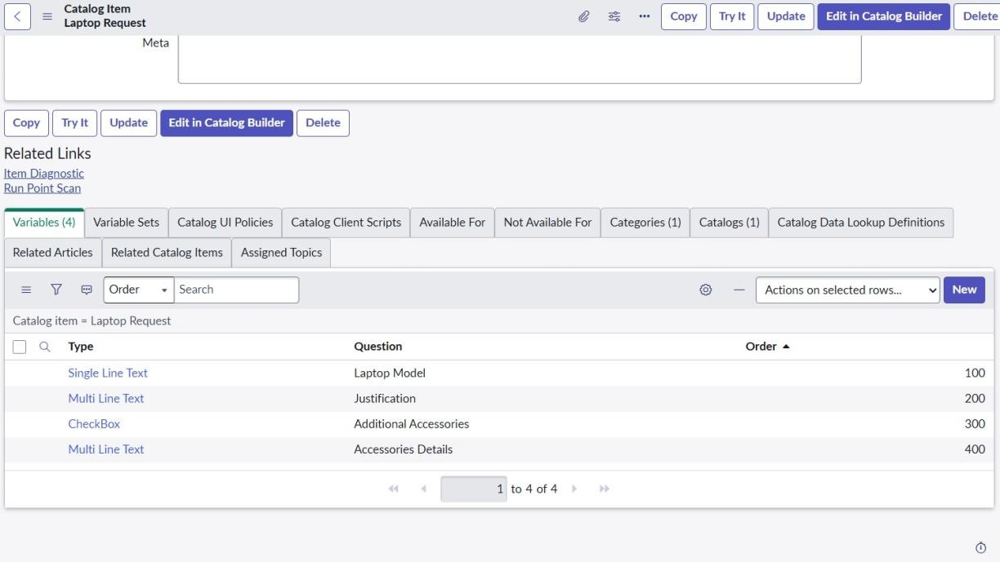 Catalog Item
Laptop Request
Copy Try It Update Edit in Catalog Builder Delete
Meta
Copy Try It Update Edit in Catalog Builder Delete
Related Links
Item Diagnostic
Run Point Scan
Variables (4) Variable Sets Catalog UI Policies Catalog Client Scripts Available For Not Available For Categories (1) Catalogs (1) Catalog Data Lookup Definitions
Related Articles Related Catalog Items Assigned Topics
Order Search Actions on selected rows... New
Catalog item = Laptop Request
Type Question Order
Single Line Text Laptop Model 100
Multi Line Text Justification 200
CheckBox Additional Accessories 300
Multi Line Text Accessories Details 400
1 to 4 of 4